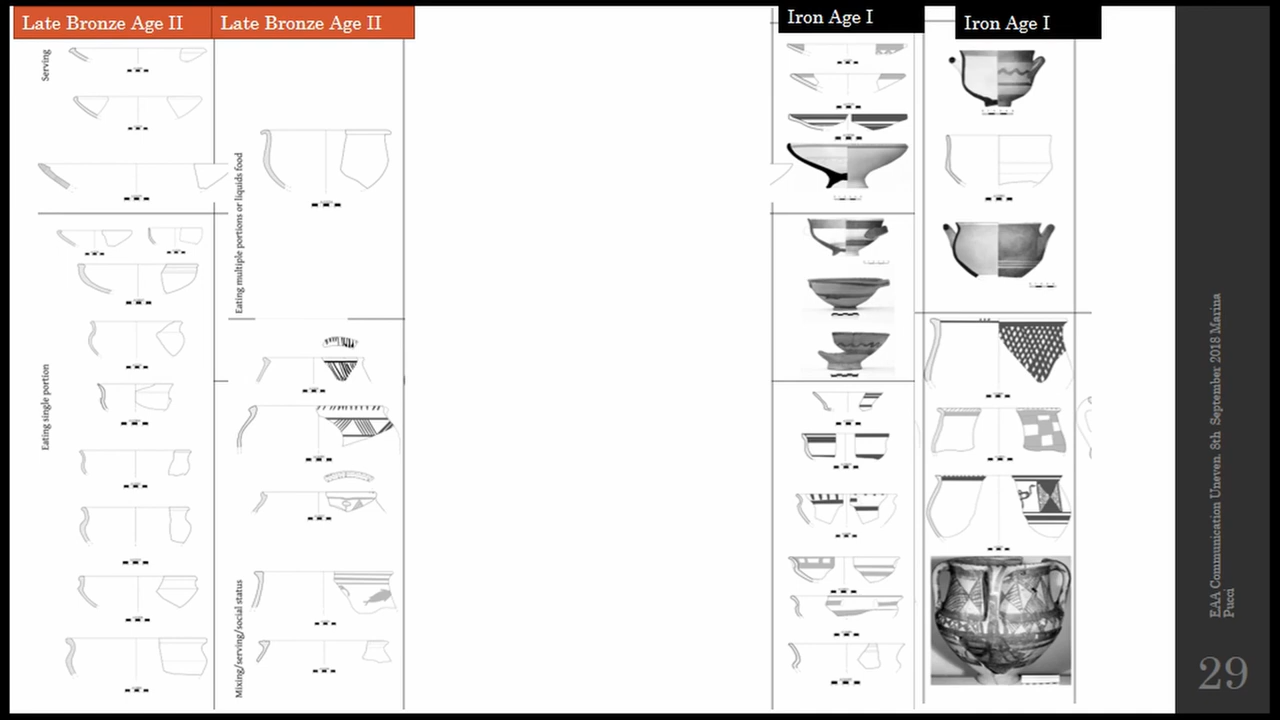 Late Bronze Age II
Late Bronze Age II
Iron Age I
Iron Age I
Serving
Eating single portion
Eating multiple portions or liquids food
Mixing/serving/social status
EAA Communication Uneven. 8th September 2018 Marina
Pucci
29